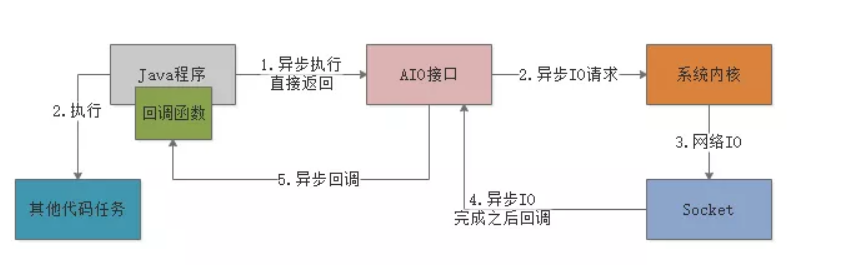 Java程序
1.异步执行
直接返回
AIO接口
2.异步IO请求
系统内核
回调函数
2.执行
3.网络IO
5.异步回调
4.异步IO
完成之后回调
其他代码任务
Socket